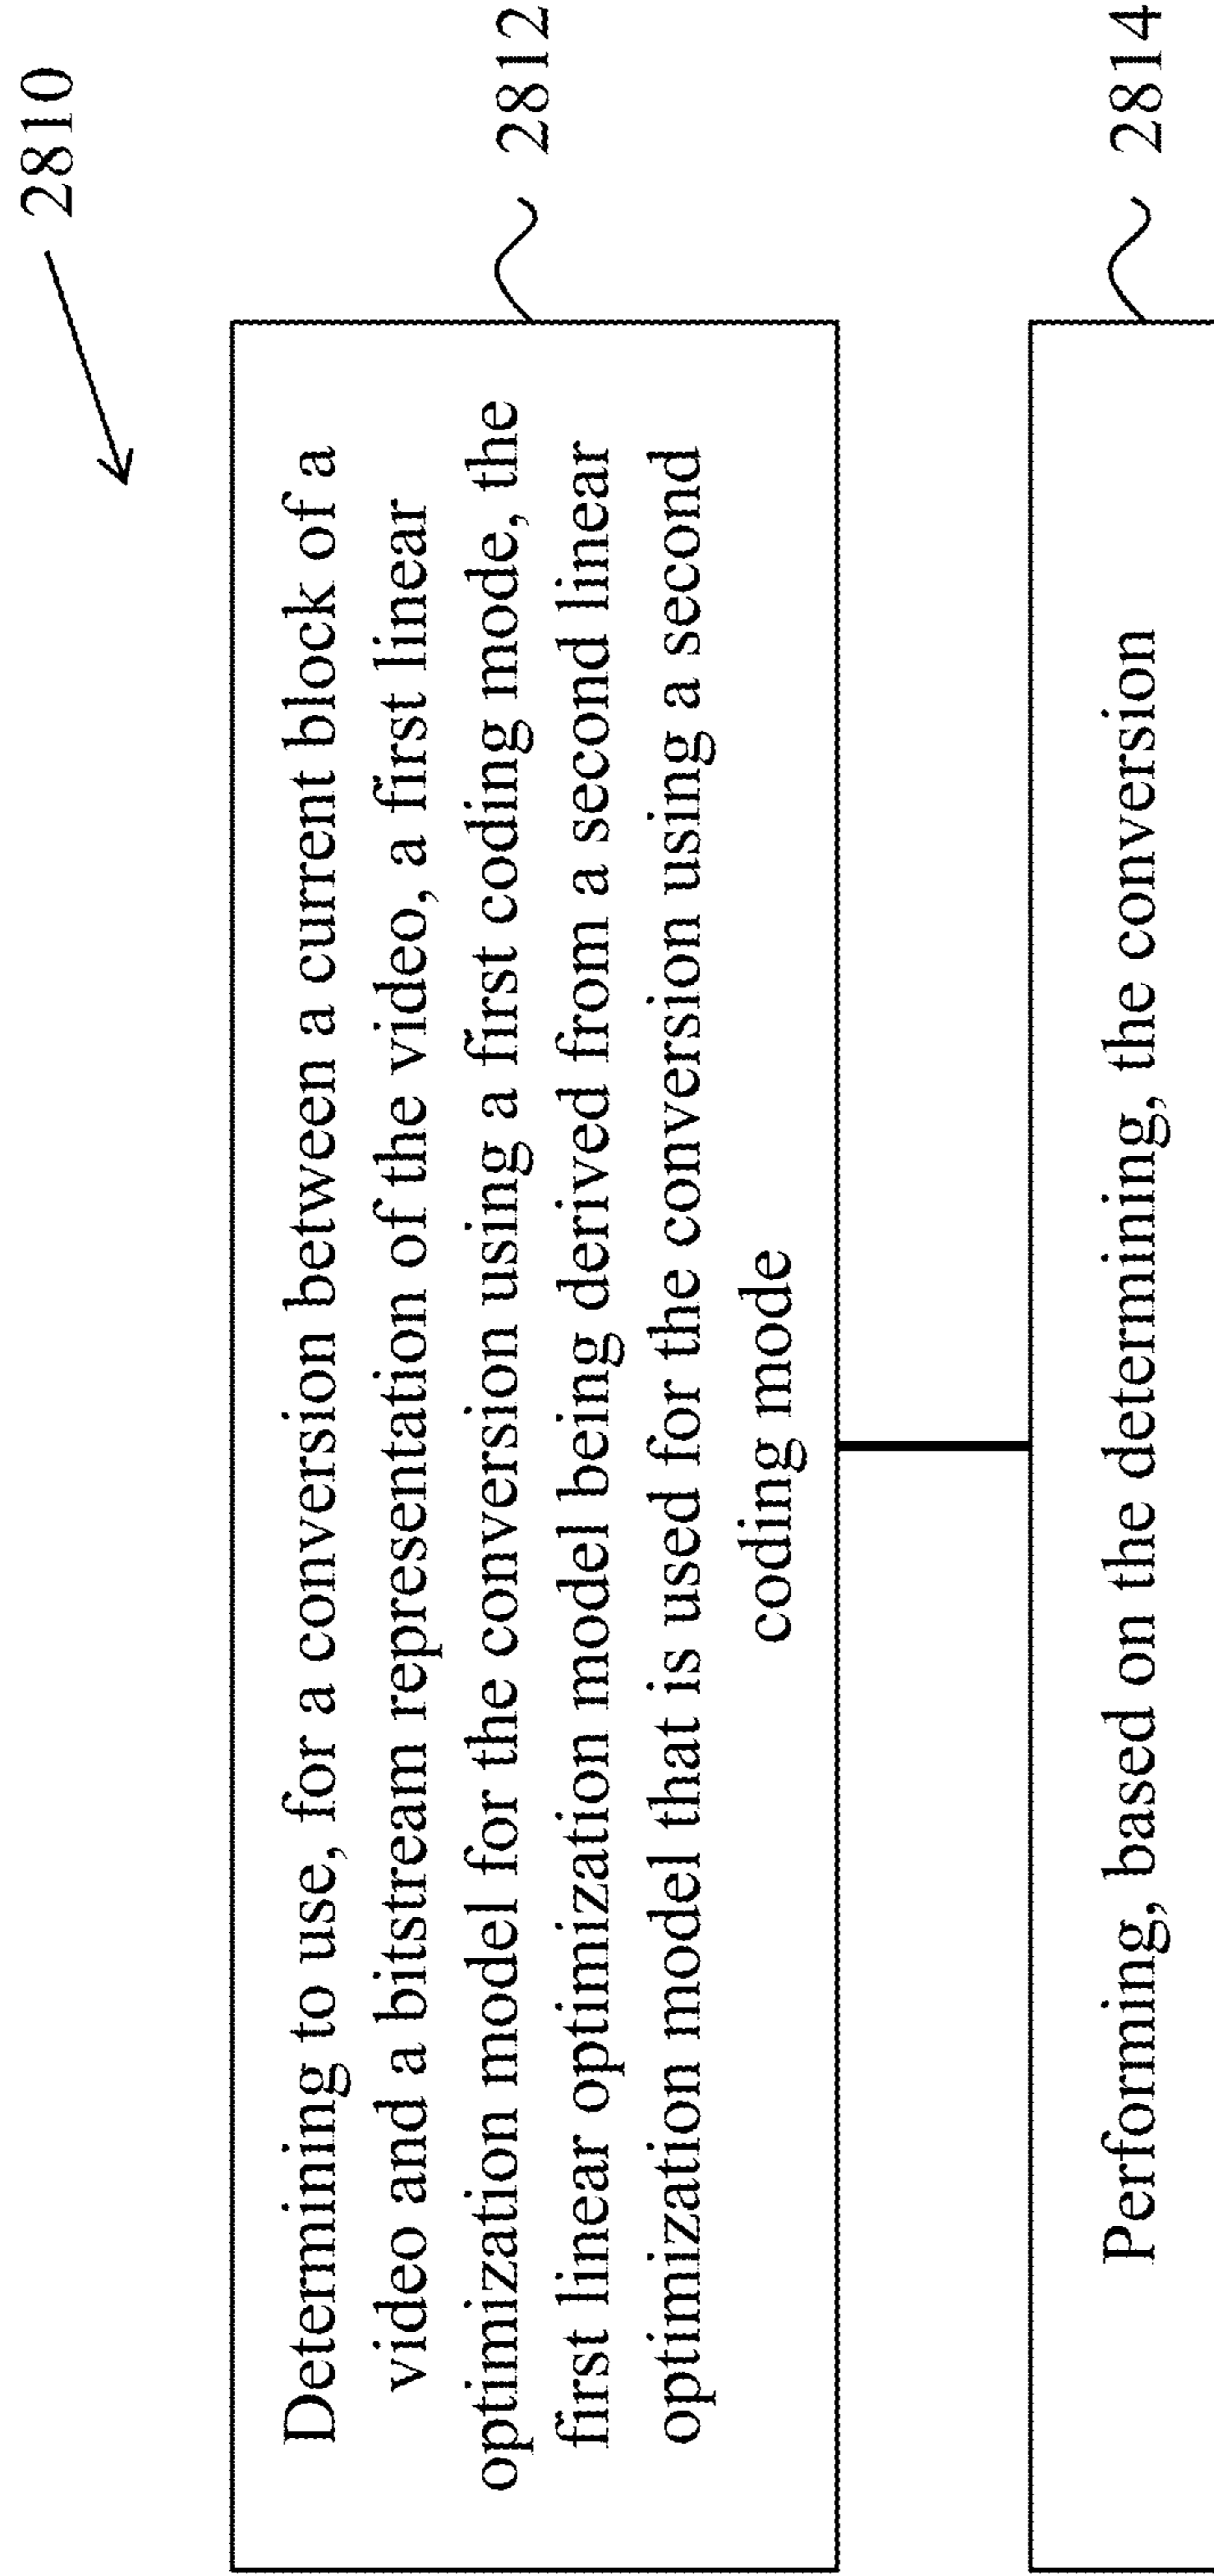 2810
Determining to use, for a conversion between a current block of a
video and a bitstream representation of the video, a first linear
optimization model for the conversion using a first coding mode, the
first linear optimization model being derived from a second linear
optimization model that is used for the conversion using a second
coding mode
2812
Performing, based on the determining, the conversion
2814